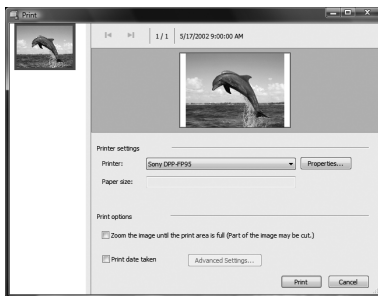 Print
1 / 1 5/17/2002 9:00:00 AM
Printer settings
Printer: Sony DPP-FP95 Properties...
Paper size:
Print options
Zoom the image until the print area is full (Part of the image may be cut.)
Print date taken Advanced Settings...
Print Cancel